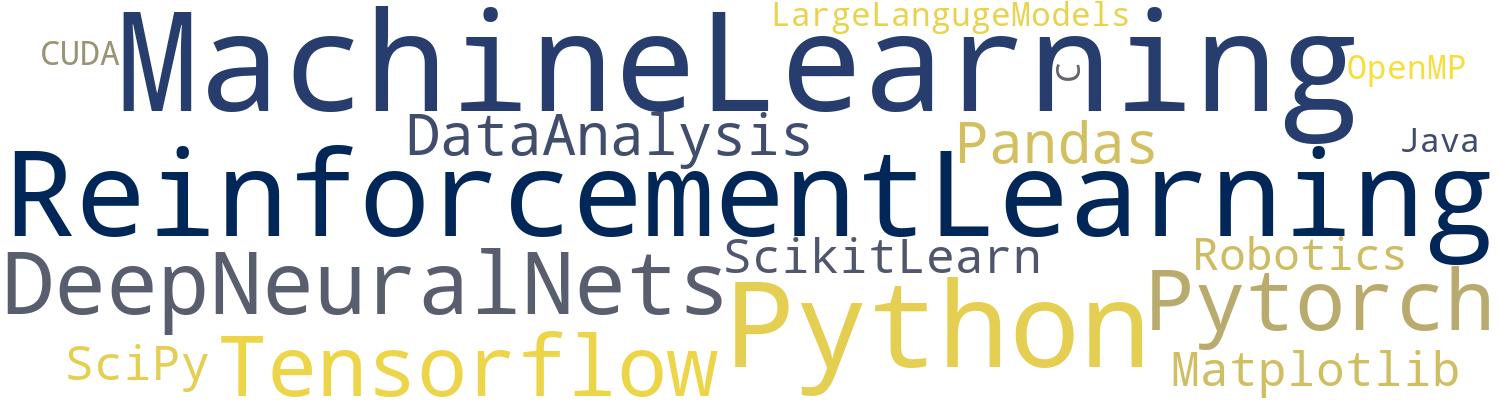 LargeLangugeModels
CUDA MachineLearning OpenMP
C
DataAnalysis Pandas Java
ReinforcementLearning
DeepNeuralNets ScikitLearn Robotics
Python Pytorch
SciPy Tensorflow Matplotlib